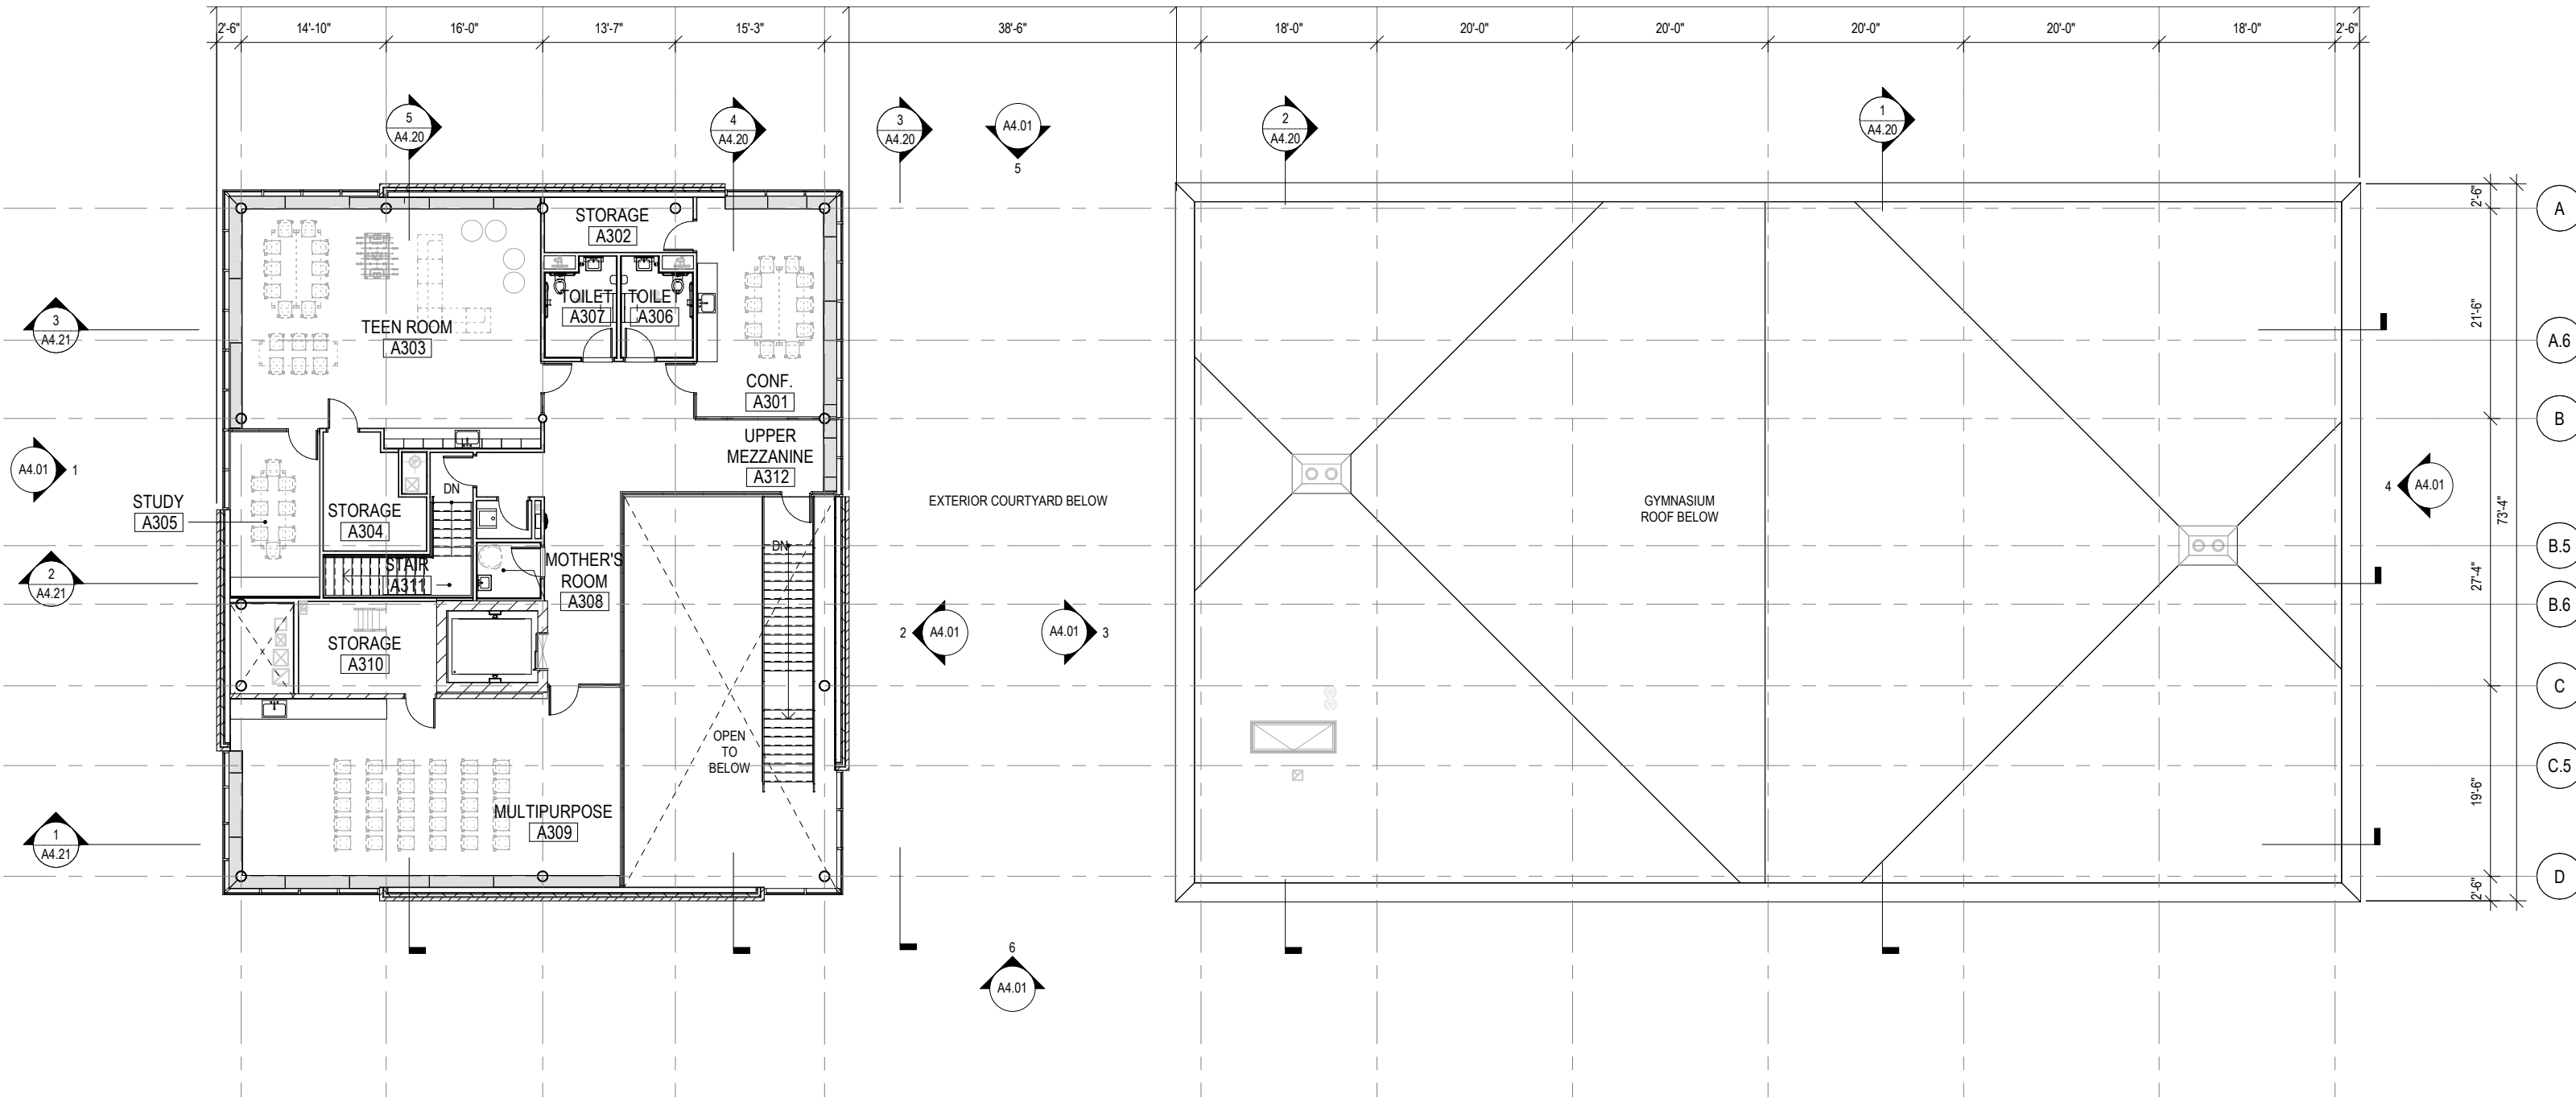 2'-6" 14'-10" 16'-0" 13'-7" 15'-3" 38'-6" 18'-0" 20'-0" 20'-0" 20'-0" 20'-0" 18'-0" 2'-6"
5
A4.20
4
A4.20
3
A4.20
A4.01
5
2
A4.20
1
A4.20
A
2'-6"
21'-6"
A.6
B
73'-4"
B.5
27'-4"
B.6
C
C.5
19'-6"
D
2'-6"
3
A4.21
A4.01 1
2
A4.21
1
A4.21
STORAGE
A302
TOILET
A307
TOILET
A306
TEEN ROOM
A303
CONF.
A301
UPPER
MEZZANINE
A312
STUDY
A305
STORAGE
A304
DN
STAIR
A311
MOTHER'S
ROOM
A308
DN
STORAGE
A310
OPEN
TO
BELOW
MULTIPURPOSE
A309
EXTERIOR COURTYARD BELOW
2 A4.01
A4.01 3
GYMNASIUM
ROOF BELOW
4 A4.01
6
A4.01